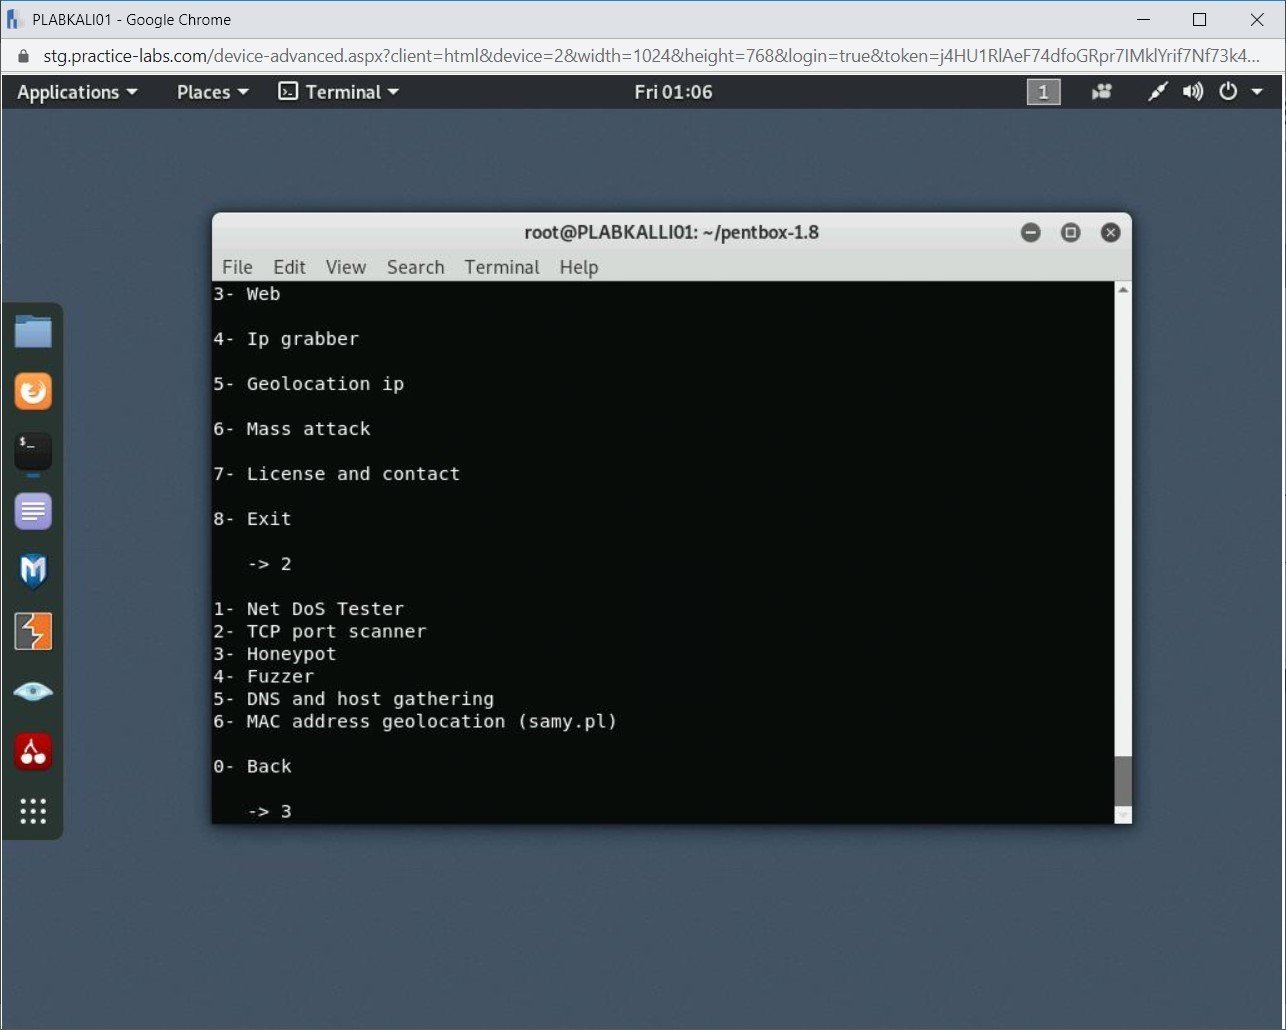 PLABKALI01 - Google Chrome
stg.practice-labs.com/device-advanced.aspx?client=html&device=2&width=1024&height=768&login=true&token=j4HU1RlAeF74dfoGRpr7IMklYrif7Nf73k4...
Applications Places Terminal Fri 01:06 1
root@PLABKALLI01: ~/pentbox-1.8
File Edit View Search Terminal Help
3- Web
4- Ip grabber
5- Geolocation ip
6- Mass attack
7- License and contact
8- Exit
-> 2
1- Net DoS Tester
2- TCP port scanner
3- Honeypot
4- Fuzzer
5- DNS and host gathering
6- MAC address geolocation (samy.pl)
0- Back
-> 3
$_